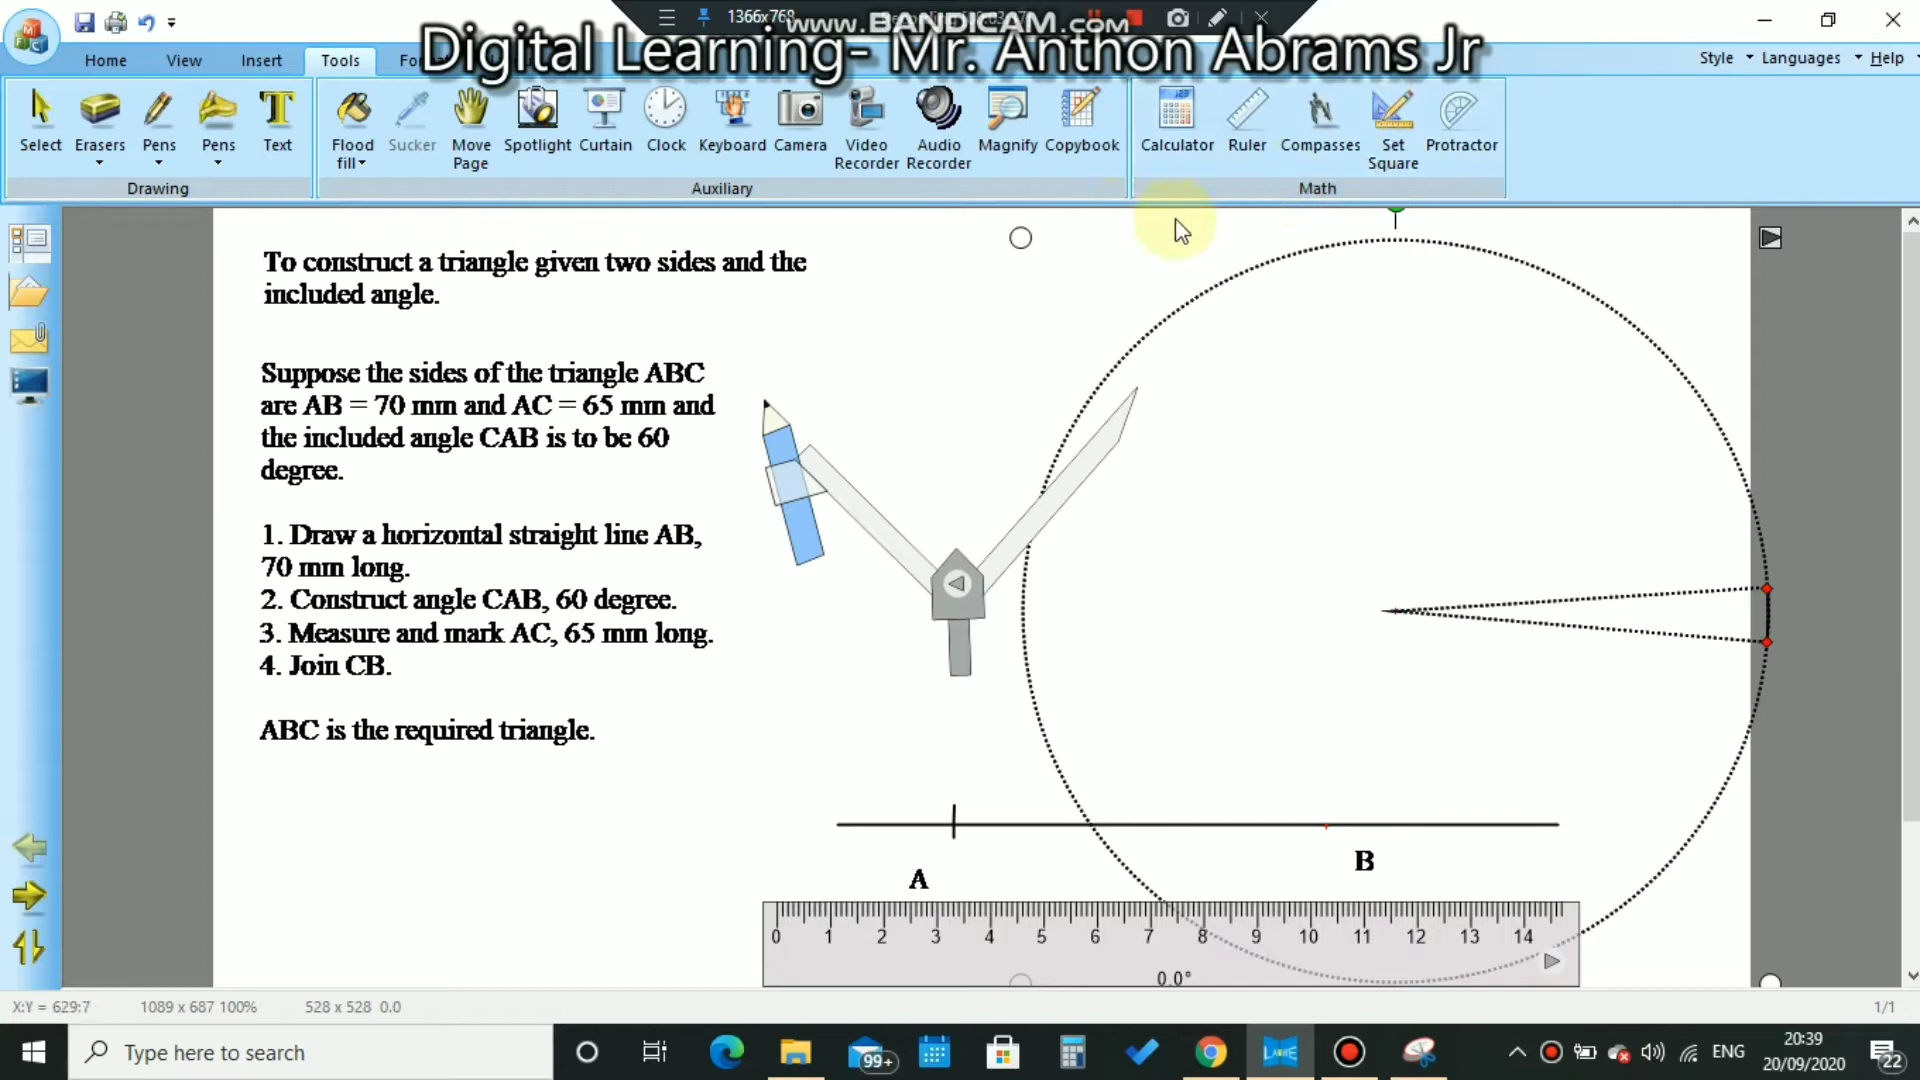 1366x768
www.BANDICAM.com
Digital Learning- Mr. Anthon Abrams Jr
Home View Insert Tools
Style Languages Help
Select Erasers Pens Pens Text
Flood fill Sucker Move Page Spotlight Curtain Clock Keyboard Camera Video Recorder Audio Recorder Magnify Copybook
Calculator Ruler Compasses Set Square Protractor
Drawing Auxiliary Math
To construct a triangle given two sides and the
included angle.
Suppose the sides of the triangle ABC
are AB = 70 mm and AC = 65 mm and
the included angle CAB is to be 60
degree.
1. Draw a horizontal straight line AB,
70 mm long.
2. Construct angle CAB, 60 degree.
3. Measure and mark AC, 65 mm long.
4. Join CB.
ABC is the required triangle.
A
B
0 1 2 3 4 5 6 7 8 9 10 11 12 13 14
0.0°
X:Y = 629:7 1089 x 687 100% 528 x 528 0.0 1/1
Type here to search
99+
ENG
20:39
20/09/2020
22